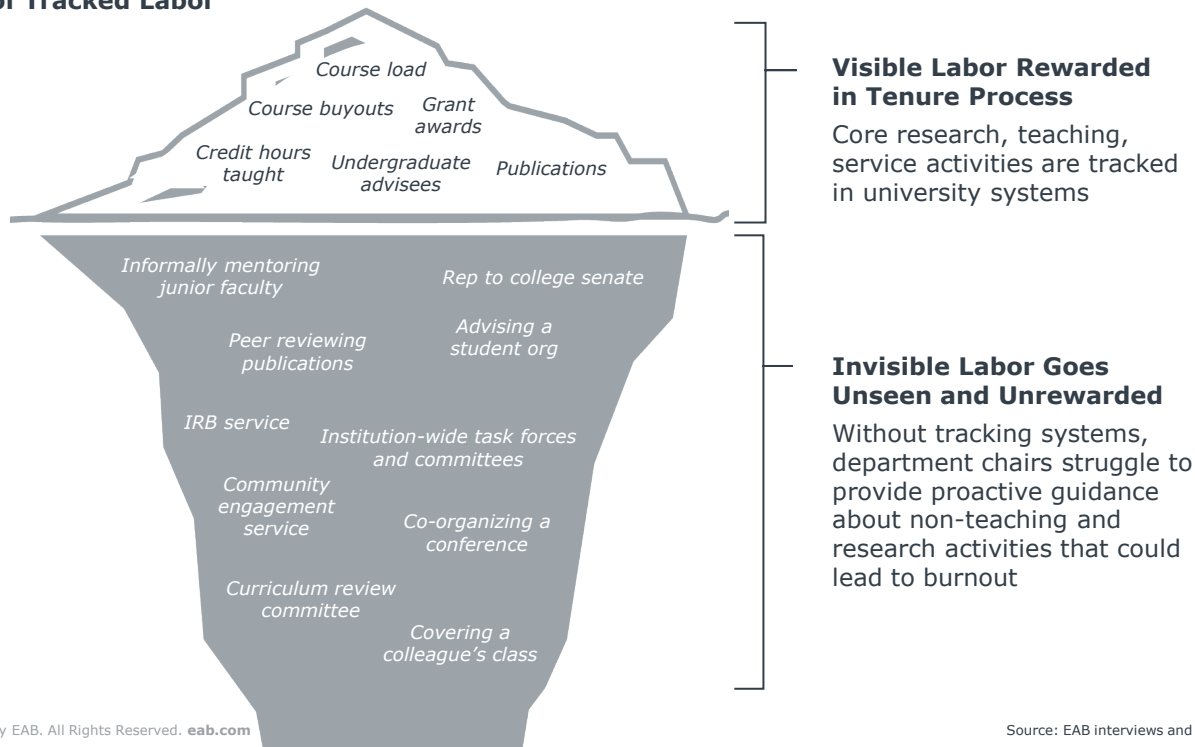 of Tracked Labor
Course load
Course buyouts
Grant
awards
Credit hours
taught
Undergraduate
advisees
Publications
Visible Labor Rewarded
in Tenure Process
Core research, teaching,
service activities are tracked
in university systems
Informally mentoring
junior faculty
Rep to college senate
Peer reviewing
publications
Advising a
student org
IRB service
Institution-wide task forces
and committees
Community
engagement
service
Co-organizing a
conference
Curriculum review
committee
Covering a
colleague's class
Invisible Labor Goes
Unseen and Unrewarded
Without tracking systems,
department chairs struggle to
provide proactive guidance
about non-teaching and
research activities that could
lead to burnout
y EAB. All Rights Reserved. eab.com
Source: EAB interviews and